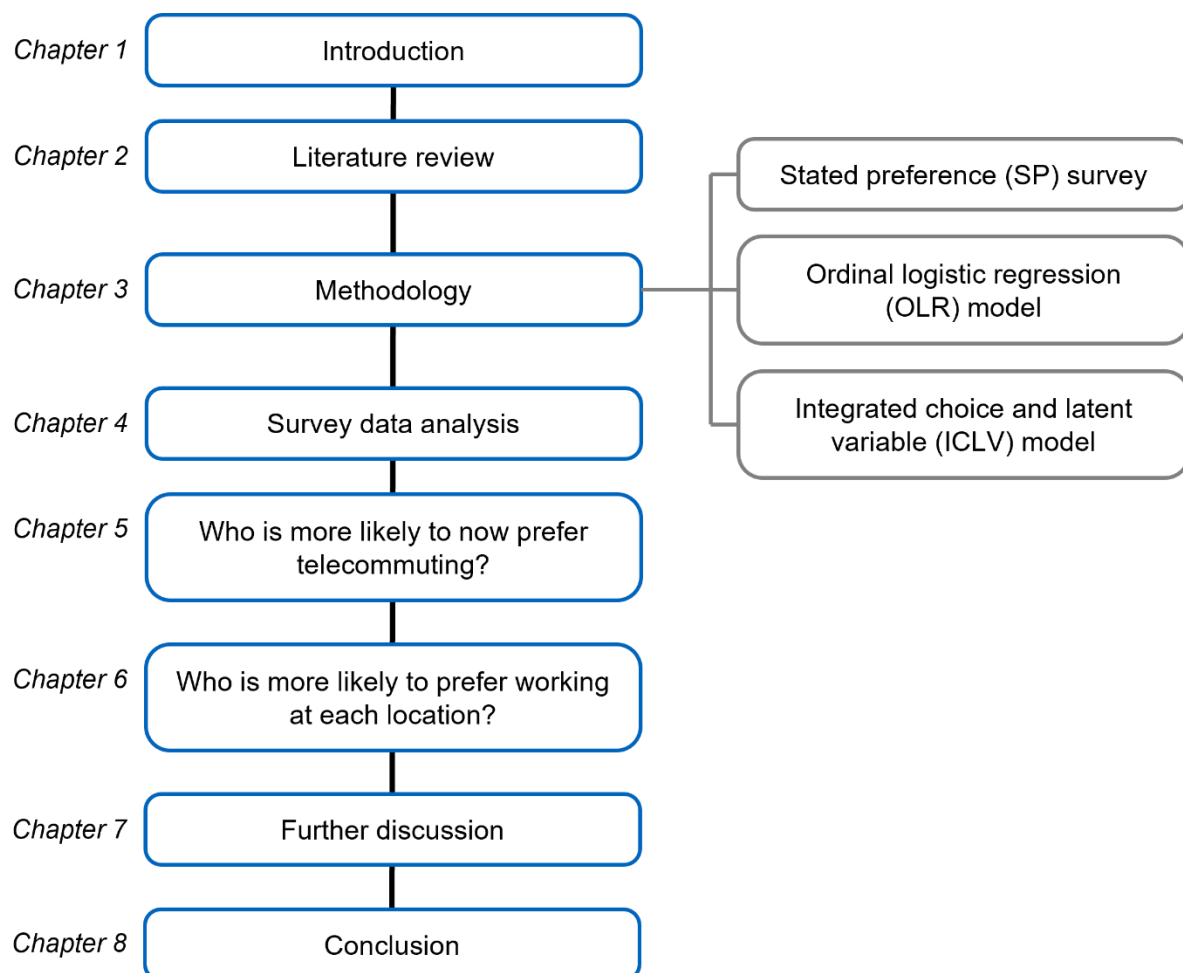 Chapter 1
Introduction
Chapter 2
Literature review
Chapter 3
Methodology
Stated preference (SP) survey
Ordinal logistic regression
(OLR) model
Integrated choice and latent
variable (ICLV) model
Chapter 4
Survey data analysis
Chapter 5
Who is more likely to now prefer
telecommuting?
Chapter 6
Who is more likely to prefer working
at each location?
Chapter 7
Further discussion
Chapter 8
Conclusion